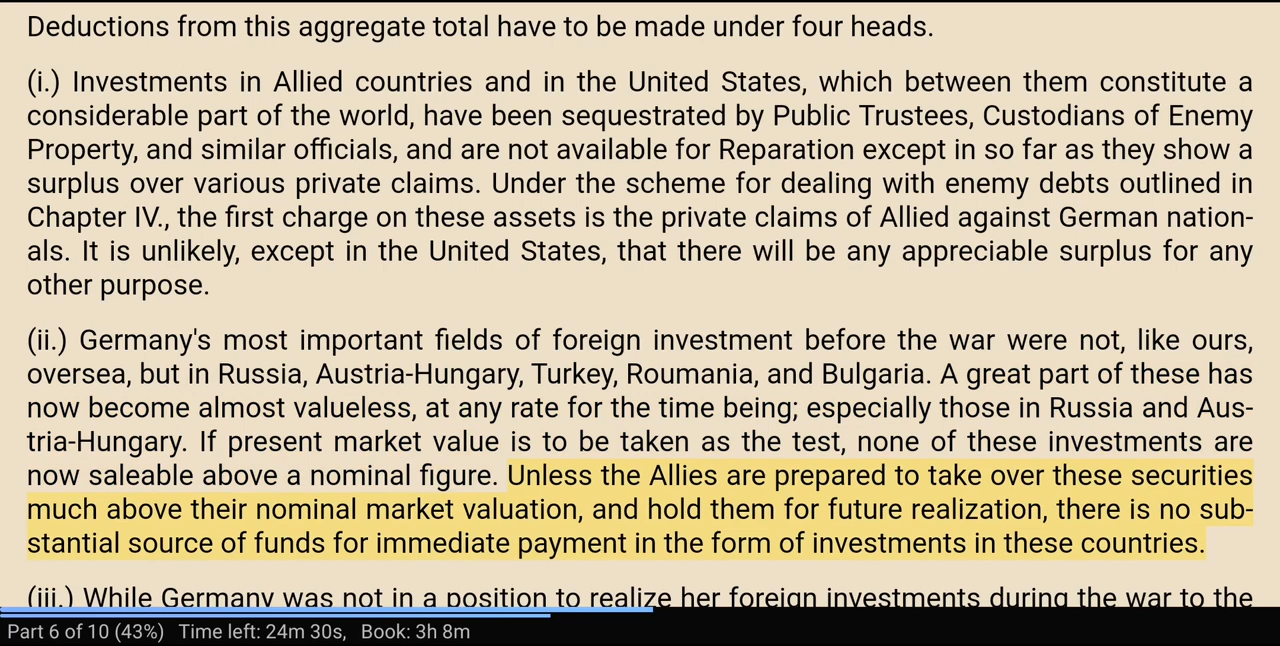 Deductions from this aggregate total have to be made under four heads.
(i.) Investments in Allied countries and in the United States, which between them constitute a
considerable part of the world, have been sequestrated by Public Trustees, Custodians of Enemy
Property, and similar officials, and are not available for Reparation except in so far as they show a
surplus over various private claims. Under the scheme for dealing with enemy debts outlined in
Chapter IV., the first charge on these assets is the private claims of Allied against German nation-
als. It is unlikely, except in the United States, that there will be any appreciable surplus for any
other purpose.
(ii.) Germany's most important fields of foreign investment before the war were not, like ours,
oversea, but in Russia, Austria-Hungary, Turkey, Roumania, and Bulgaria. A great part of these has
now become almost valueless, at any rate for the time being; especially those in Russia and Aus-
tria-Hungary. If present market value is to be taken as the test, none of these investments are
now saleable above a nominal figure. Unless the Allies are prepared to take over these securities
much above their nominal market valuation, and hold them for future realization, there is no sub-
stantial source of funds for immediate payment in the form of investments in these countries.
(iii.) While Germany was not in a position to realize her foreign investments during the war to the
Part 6 of 10 (43%) Time left: 24m 30s, Book: 3h 8m